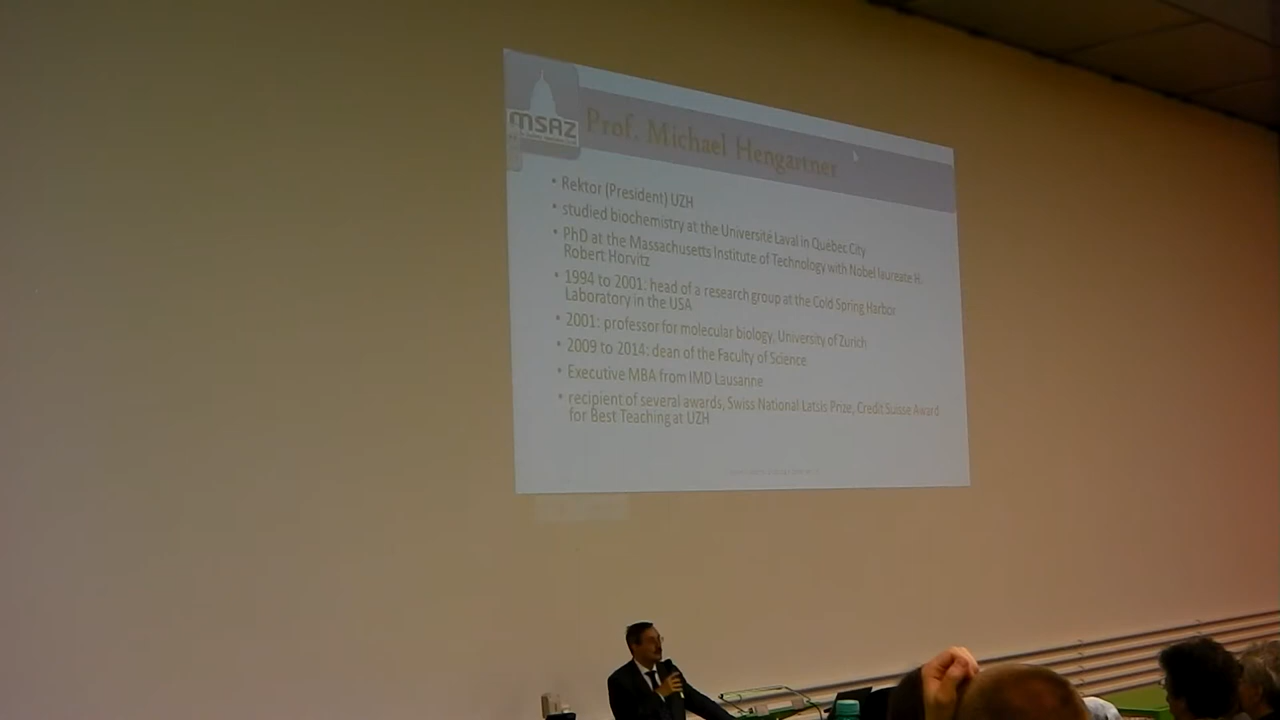 MSAZ
Prof. Michael Hengartner
• Rektor (President) UZH
• studied biochemistry at the Université Laval in Quebec City
• PhD at the Massachusetts Institute of Technology with Nobel laureate H.
Robert Horvitz
• 1994 to 2001: head of a research group at the Cold Spring Harbor
Laboratory in the USA
• 2001: professor for molecular biology, University of Zurich
• 2009 to 2014: dean of the Faculty of Science
• Executive MBA from IMD Lausanne
• recipient of several awards, Swiss National Latsis Prize, Credit Suisse Award
for Best Teaching at UZH